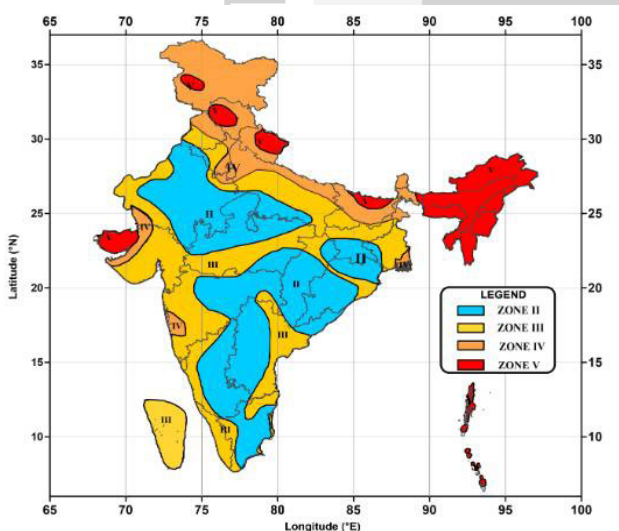 65 70 75 80 85 90 95 100
35 35
30 30
25 25
20 20
15 15
10 10
65 70 75 80 85 90 95 100
Latitude (°N)
Longitude (°E)
V
V
V
IV
V
V
II
IV
V
II
IV
III
II
IV
III
III
III
LEGEND
ZONE II
ZONE III
ZONE IV
ZONE V